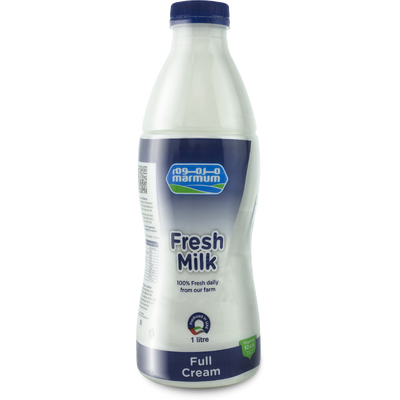 مرموم
marmum
Fresh
Milk
100% Fresh daily
from our farm
1 litre
Full
Cream